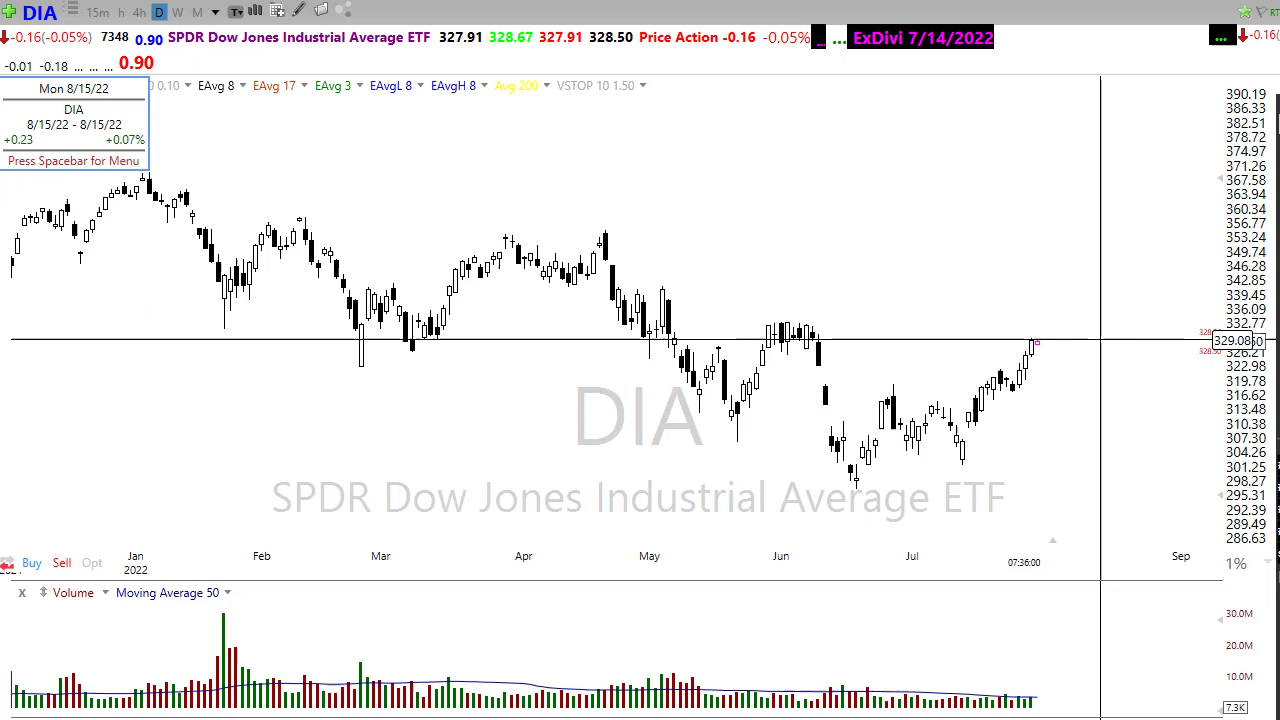 DIA 15m h 4h D W M T RT
-0.16(-0.05%) 7348 0.90 SPDR Dow Jones Industrial Average ETF 327.91 328.67 327.91 328.50 Price Action -0.16 -0.05% ... ... ExDivi 7/14/2022 ... -0.16(
-0.01 -0.18 ... ... ... 0.90
Mon 8/15/22
DIA
8/15/22 - 8/15/22
+0.23 +0.07%
Press Spacebar for Menu
0 0.10 EAvg 8 EAvg 17 EAvg 3 EAvgL 8 EAvgH 8 Avg 200 VSTOP 10 1.50
390.19
386.33
382.51
378.72
374.97
371.26
367.58
363.94
360.34
356.77
353.24
349.74
346.28
342.85
339.45
336.09
332.77
329.08
326.21
328.50
322.98
319.78
316.62
313.48
310.38
307.30
304.26
301.25
298.27
295.31
292.39
289.49
286.63
DIA
SPDR Dow Jones Industrial Average ETF
Buy Sell Opt
Jan Feb Mar Apr May Jun Jul Sep
2022 07:36:00 1%
X Volume Moving Average 50
30.0M
20.0M
10.0M
7.3K